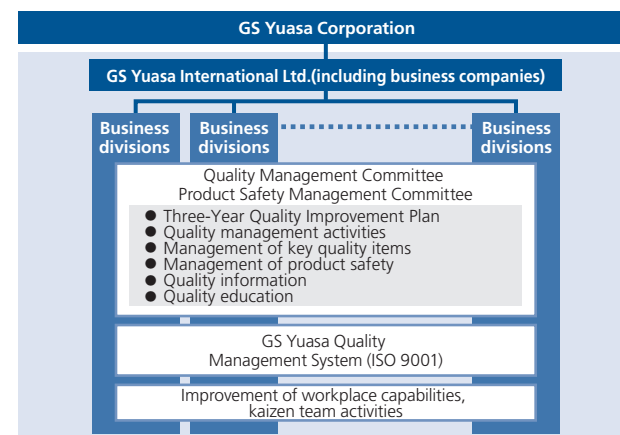 GS Yuasa Corporation
GS Yuasa International Ltd.(including business companies)
Business
divisions
Business
divisions
Business
divisions
Quality Management Committee
Product Safety Management Committee
● Three-Year Quality Improvement Plan
● Quality management activities
● Management of key quality items
● Management of product safety
● Quality information
● Quality education
GS Yuasa Quality
Management System (ISO 9001)
Improvement of workplace capabilities,
kaizen team activities